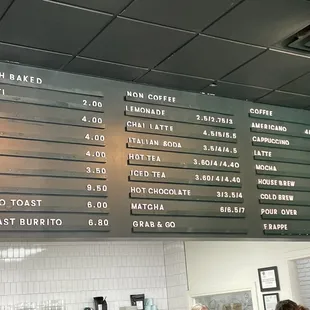 BAKED
2.00
4.00
4.00
4.00
3.50
9.50
TOAST 6.00
AST BURRITO 6.80
NON COFFEE
LEMONADE 2.5/2.75/3
CHAI LATTE 4.5/5/5.5
ITALIAN SODA 3.5/4/4.5
HOT TEA 3.60/4/4.40
ICED TEA 3.60/4/4.40
HOT CHOCOLATE 3/3.5/4
MATCHA 6/6.5/7
GRAB & GO
COFFEE
AMERICANO
CAPPUCCINO
LATTE
MOCHA
HOUSE BREW
COLD BREW
POUR OVER
FRAPPE